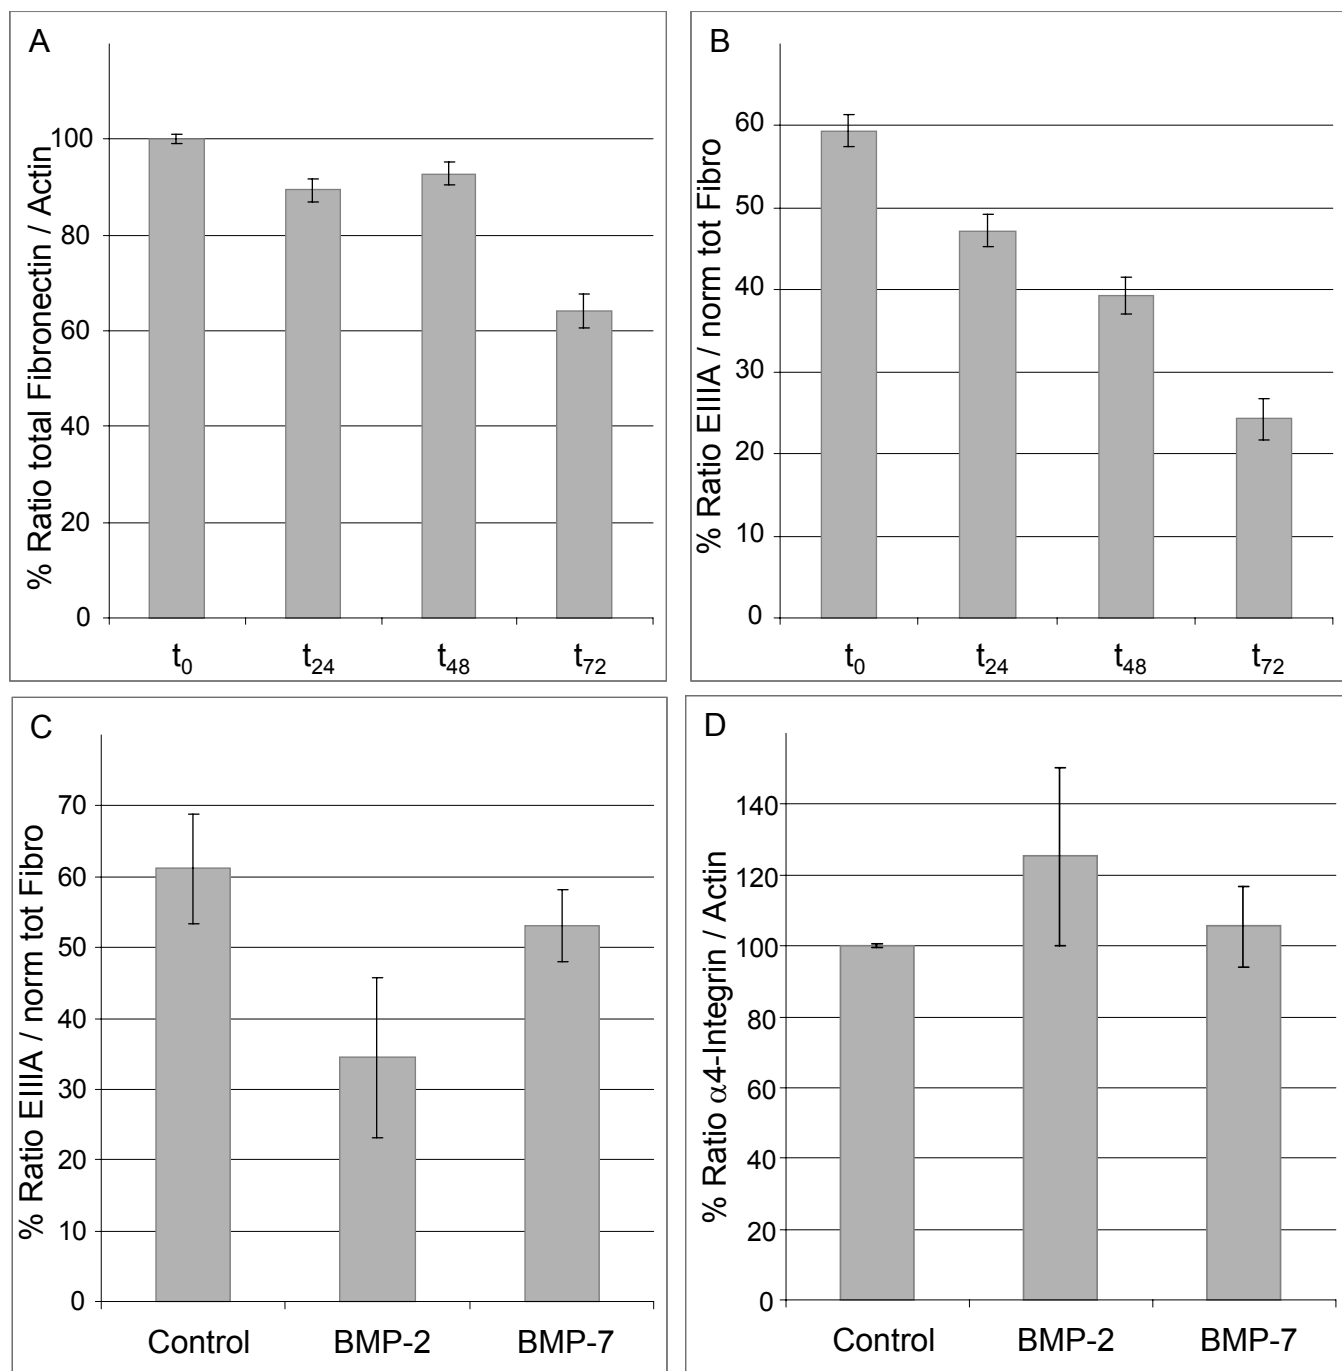 A
% Ratio total Fibronectin / Actin
100
80
60
40
20
0
t0 t24 t48 t72
B
% Ratio EIIIA / norm tot Fibro
60
50
40
30
20
10
0
t0 t24 t48 t72
C
% Ratio EIIIA / norm tot Fibro
70
60
50
40
30
20
10
0
Control BMP-2 BMP-7
D
% Ratio α4-Integrin / Actin
140
120
100
80
60
40
20
0
Control BMP-2 BMP-7